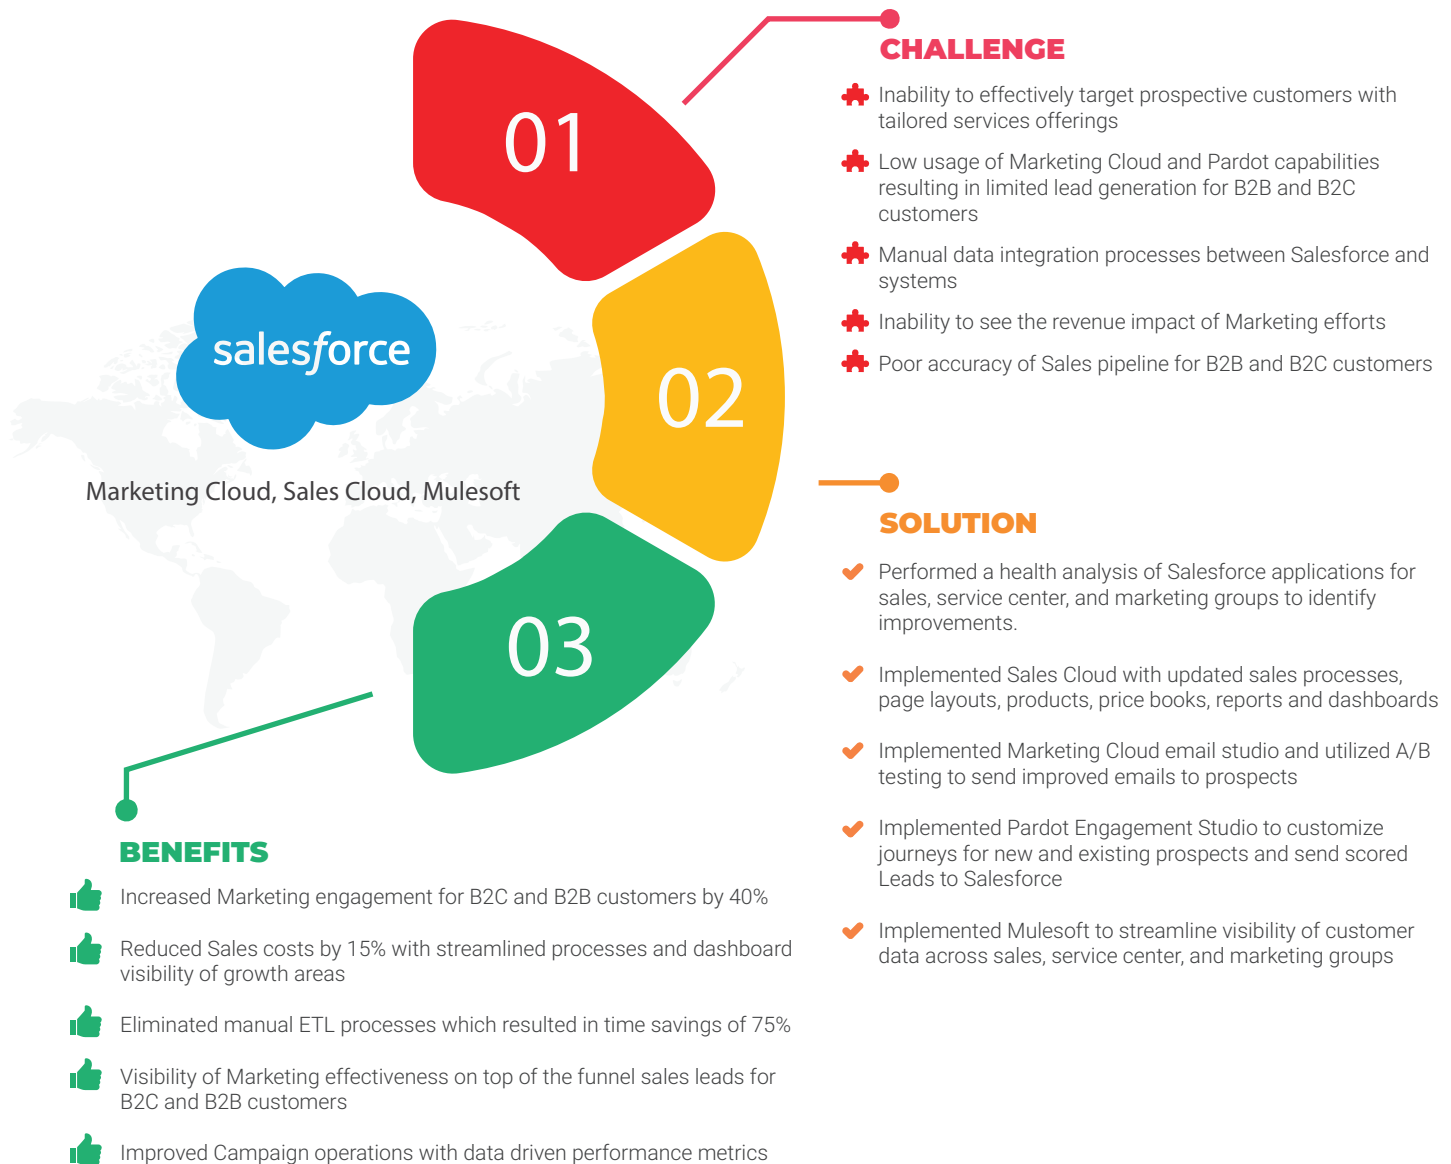 01
CHALLENGE
Inability to effectively target prospective customers with
tailored services offerings
Low usage of Marketing Cloud and Pardot capabilities
resulting in limited lead generation for B2B and B2C
customers
Manual data integration processes between Salesforce and
systems
Inability to see the revenue impact of Marketing efforts
Poor accuracy of Sales pipeline for B2B and B2C customers
salesforce
Marketing Cloud, Sales Cloud, Mulesoft
02
SOLUTION
Performed a health analysis of Salesforce applications for
sales, service center, and marketing groups to identify
improvements.
Implemented Sales Cloud with updated sales processes,
page layouts, products, price books, reports and dashboards
Implemented Marketing Cloud email studio and utilized A/B
testing to send improved emails to prospects
Implemented Pardot Engagement Studio to customize
journeys for new and existing prospects and send scored
Leads to Salesforce
Implemented Mulesoft to streamline visibility of customer
data across sales, service center, and marketing groups
03
BENEFITS
Increased Marketing engagement for B2C and B2B customers by 40%
Reduced Sales costs by 15% with streamlined processes and dashboard
visibility of growth areas
Eliminated manual ETL processes which resulted in time savings of 75%
Visibility of Marketing effectiveness on top of the funnel sales leads for
B2C and B2B customers
Improved Campaign operations with data driven performance metrics